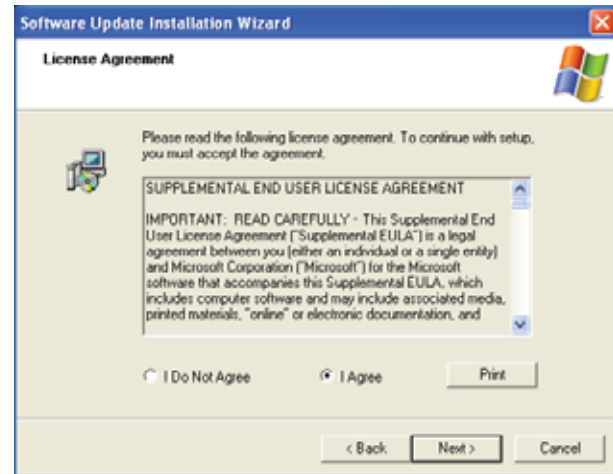 Software Update Installation Wizard
License Agreement
Please read the following license agreement. To continue with setup,
you must accept the agreement.
SUPPLEMENTAL END USER LICENSE AGREEMENT
IMPORTANT: READ CAREFULLY - This Supplemental End
User License Agreement ("Supplemental EULA") is a legal
agreement between you (either an individual or a single entity)
and Microsoft Corporation ("Microsoft") for the Microsoft
software that accompanies this Supplemental EULA, which
includes computer software and may include associated media,
printed materials, "online" or electronic documentation, and
I Do Not Agree
I Agree
Print
< Back
Next >
Cancel